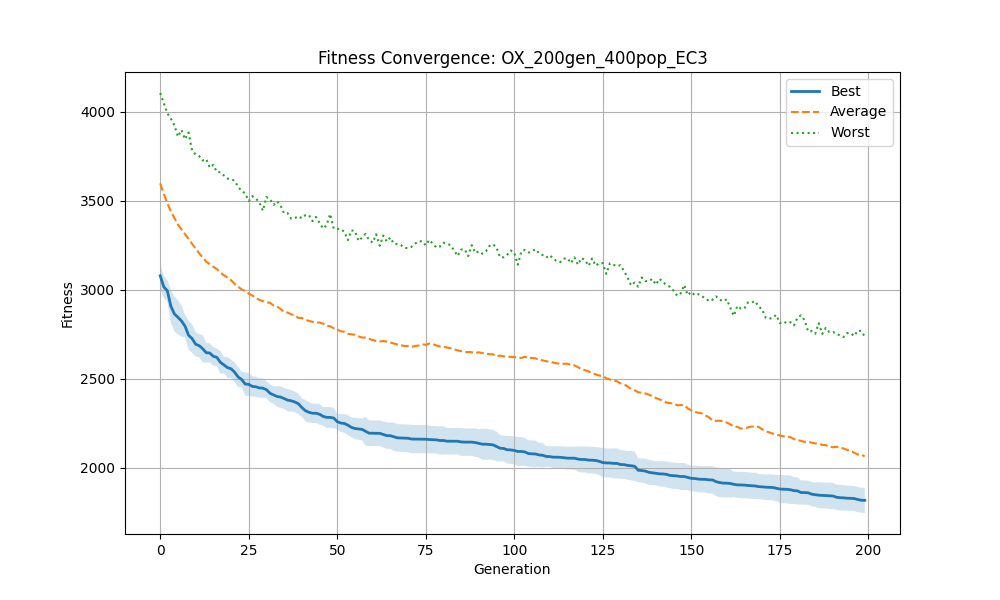 Fitness Convergence: OX_200gen_400pop_EC3
Best
Average
Worst
4000
3500
3000
2500
2000
Fitness
0 25 50 75 100 125 150 175 200
Generation